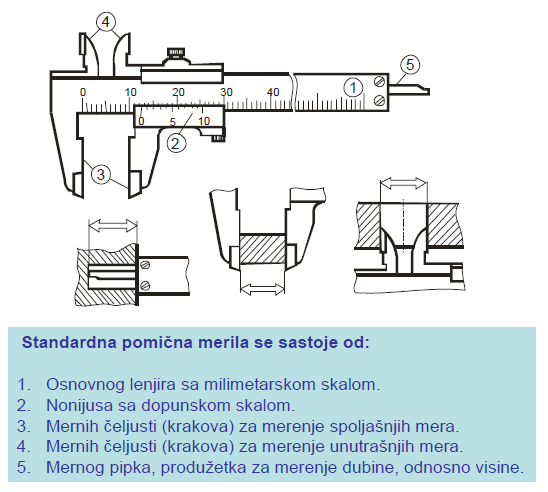 4
5
1
0 10 20 30 40
0 5 10
2
3
Standardna pomična merila se sastoje od:
1. Osnovnog lenjira sa milimetarskom skalom.
2. Nonijusa sa dopunskom skalom.
3. Mernih čeljusti (krakova) za merenje spoljašnjih mera.
4. Mernih čeljusti (krakova) za merenje unutrašnjih mera.
5. Mernog pipka, produžetka za merenje dubine, odnosno visine.